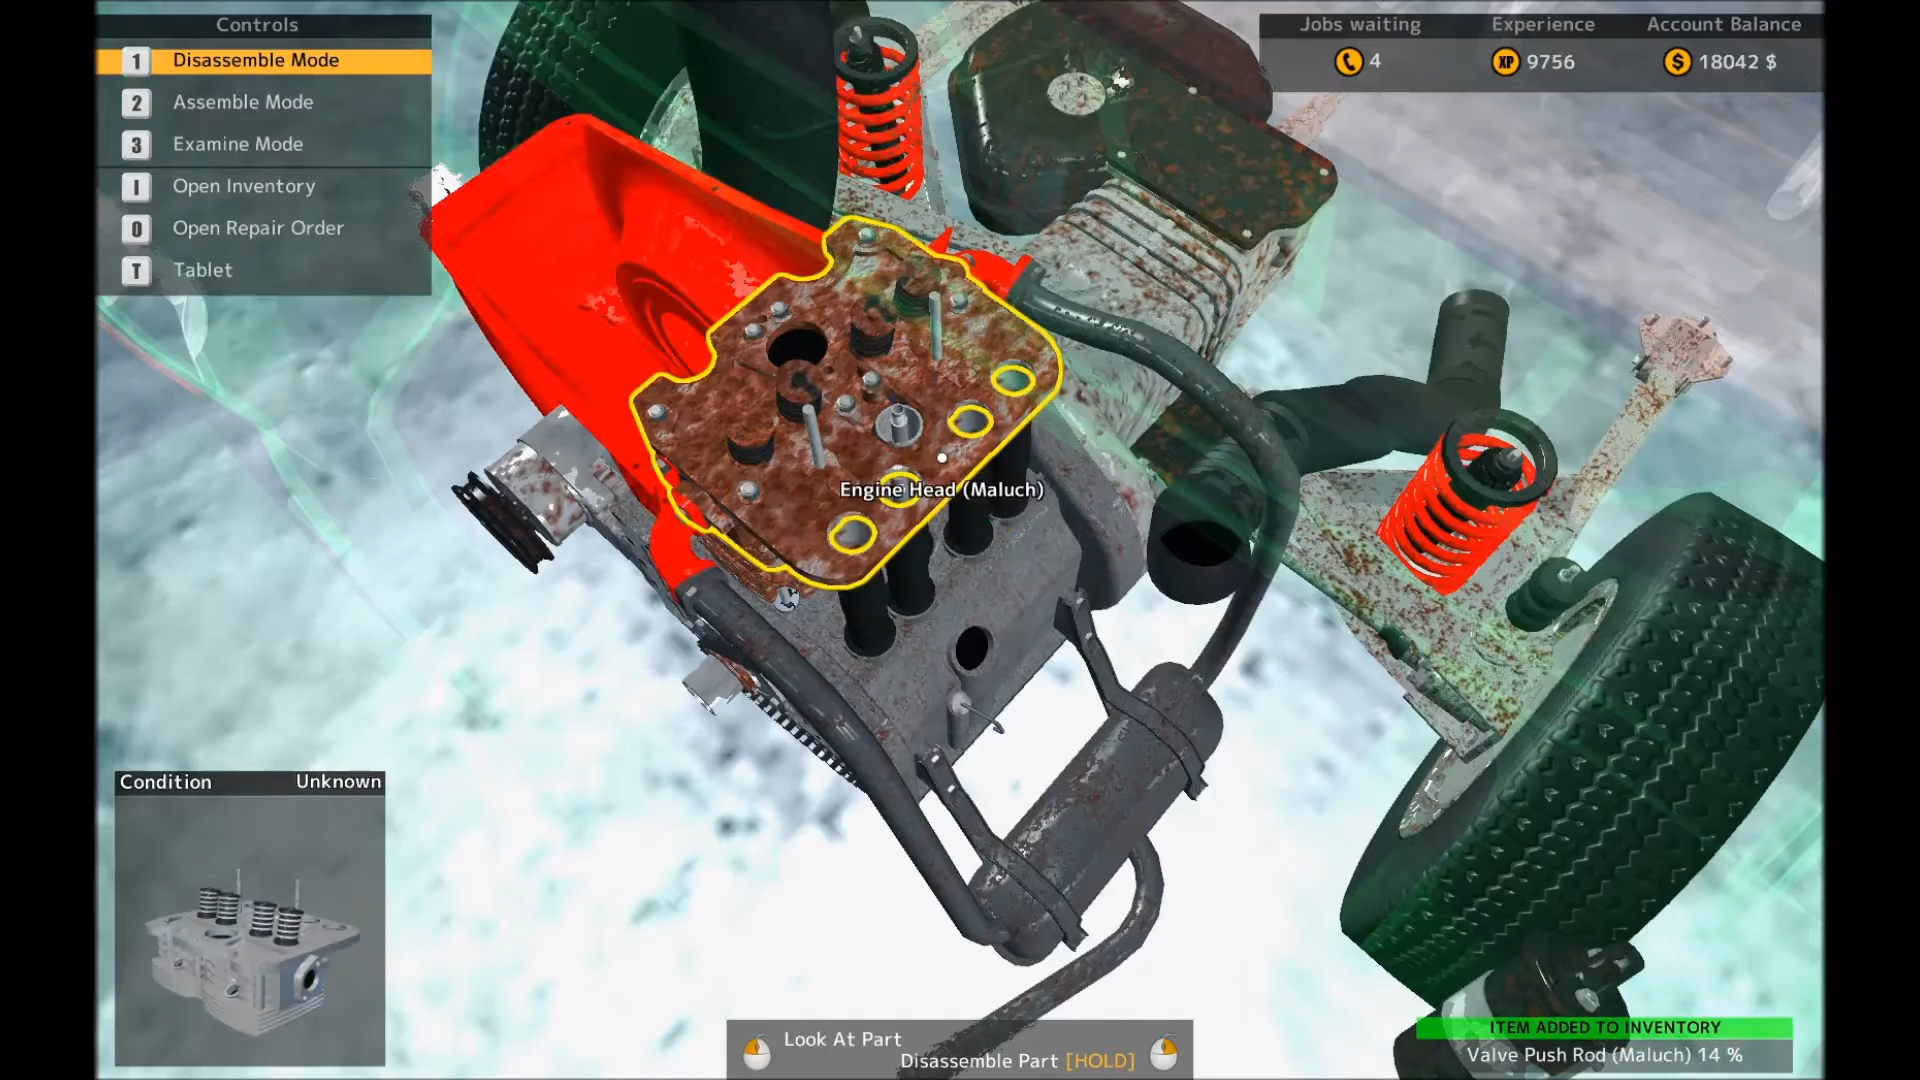 Controls
1 Disassemble Mode
2 Assemble Mode
3 Examine Mode
I Open Inventory
O Open Repair Order
T Tablet
Jobs waiting Experience Account Balance
4 XP 9756 $ 18042 $
Engine Head (Maluch)
Condition Unknown
Look At Part
Disassemble Part [HOLD]
ITEM ADDED TO INVENTORY
Valve Push Rod (Maluch) 14 %